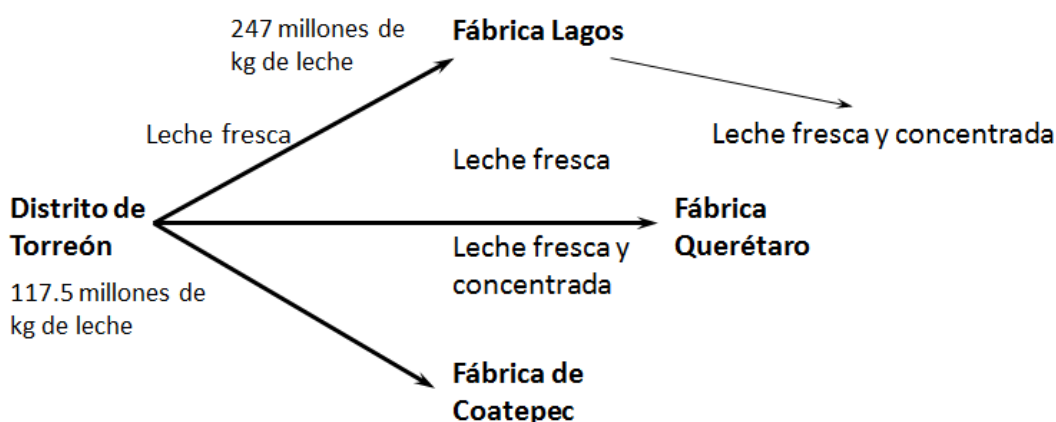 247 millones de
kg de leche
Fábrica Lagos
Leche fresca
Leche fresca y concentrada
Leche fresca
Distrito de
Torreón
Fábrica
Querétaro
Leche fresca y
concentrada
117.5 millones de
kg de leche
Fábrica de
Coatepec